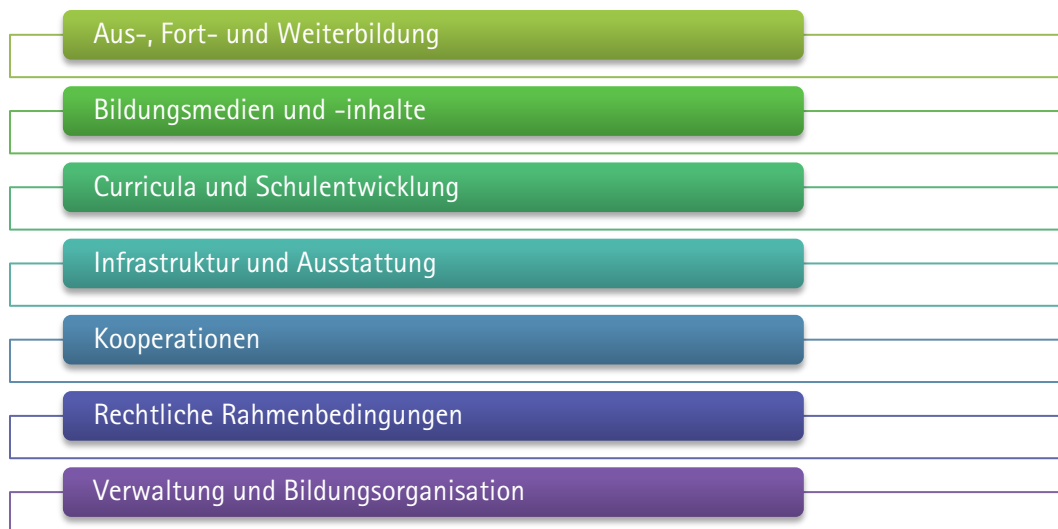 Aus-, Fort- und Weiterbildung
Bildungsmedien und -inhalte
Curricula und Schulentwicklung
Infrastruktur und Ausstattung
Kooperationen
Rechtliche Rahmenbedingungen
Verwaltung und Bildungsorganisation